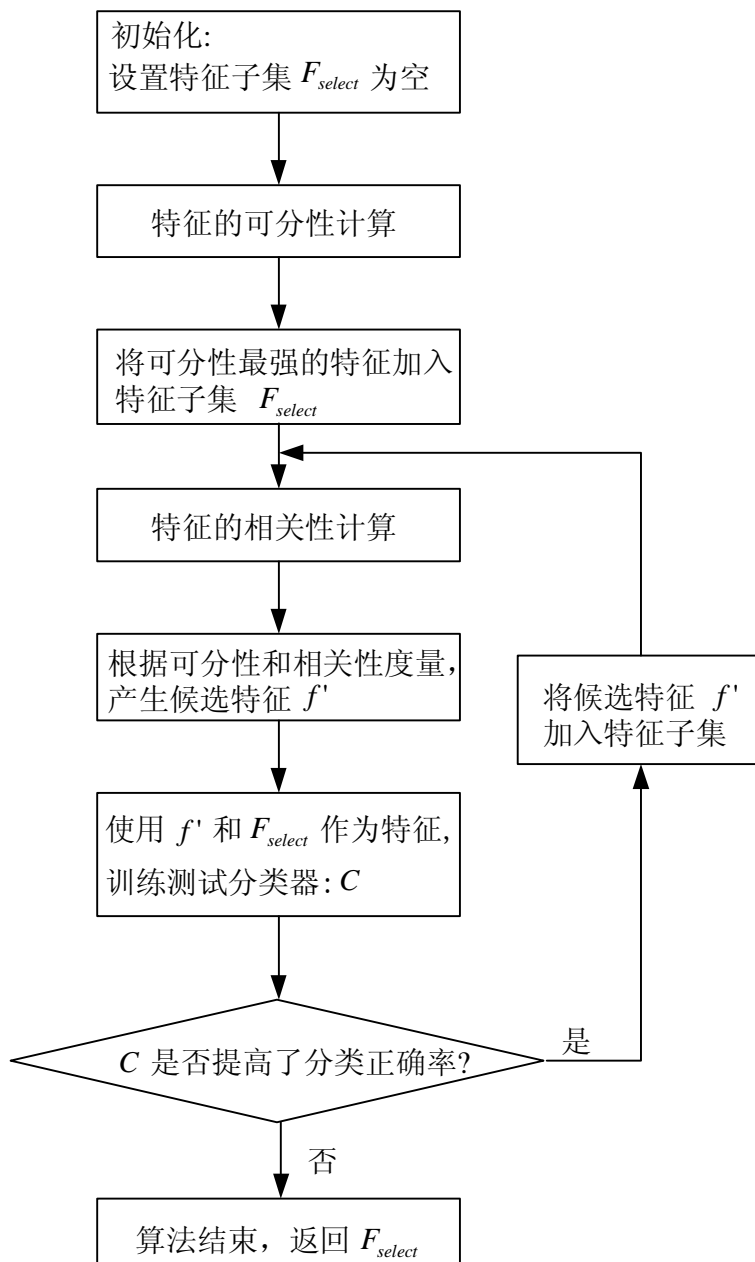 初始化:
设置特征子集 F_select 为空
特征的可分性计算
将可分性最强的特征加入
特征子集 F_select
特征的相关性计算
根据可分性和相关性度量，
产生候选特征 f'
将候选特征 f'
加入特征子集
使用 f' 和 F_select 作为特征,
训练测试分类器: C
C 是否提高了分类正确率?
是
否
算法结束，返回 F_select